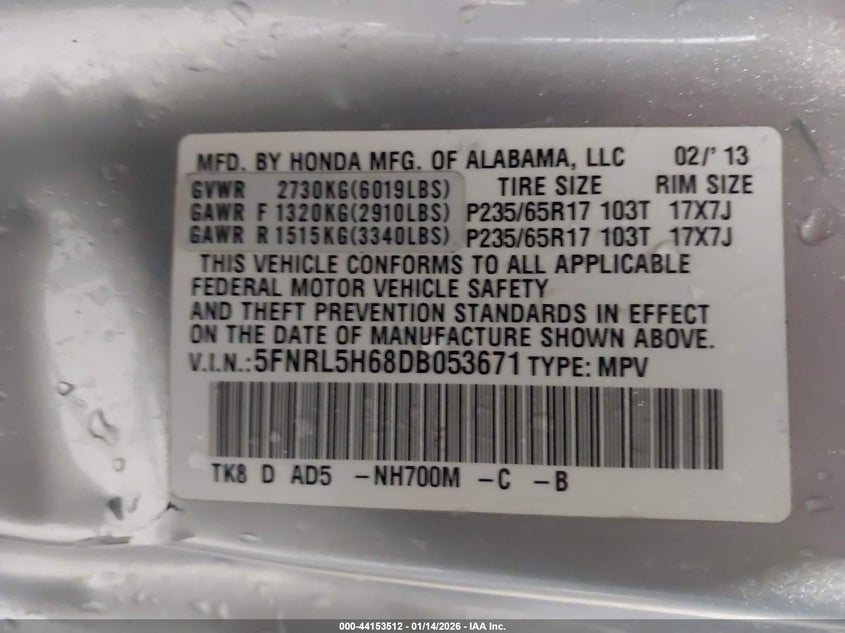 MFD. BY HONDA MFG. OF ALABAMA, LLC 02/' 13
GVWR 2730KG(6019LBS) TIRE SIZE RIM SIZE
GAWR F 1320KG(2910LBS) P235/65R17 103T 17X7J
GAWR R 1515KG(3340LBS) P235/65R17 103T 17X7J
THIS VEHICLE CONFORMS TO ALL APPLICABLE
FEDERAL MOTOR VEHICLE SAFETY
AND THEFT PREVENTION STANDARDS IN EFFECT
ON THE DATE OF MANUFACTURE SHOWN ABOVE.
V.I.N.:5FNRL5H68DB053671 TYPE: MPV
TK8 D AD5 -NH700M -C -B
000-44153512 - 01/14/2026 - IAA Inc.